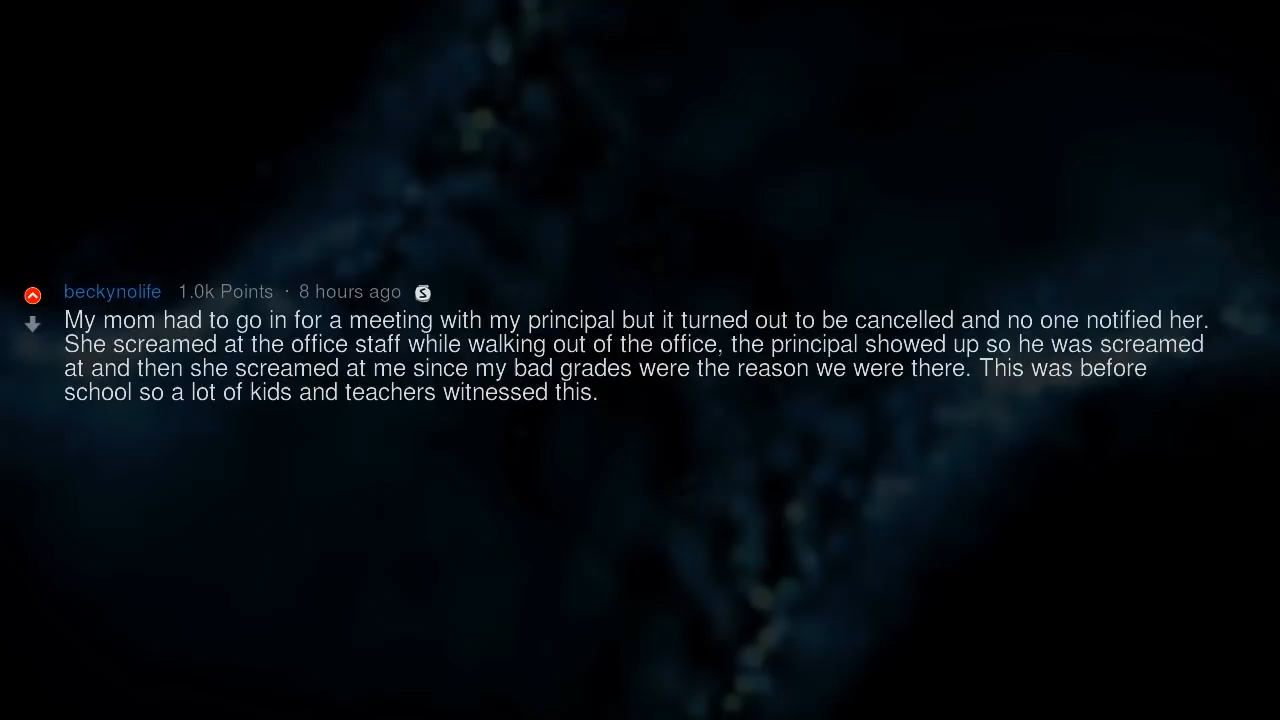 beckynolife 1.0k Points · 8 hours ago
My mom had to go in for a meeting with my principal but it turned out to be cancelled and no one notified her.
She screamed at the office staff while walking out of the office, the principal showed up so he was screamed
at and then she screamed at me since my bad grades were the reason we were there. This was before
school so a lot of kids and teachers witnessed this.